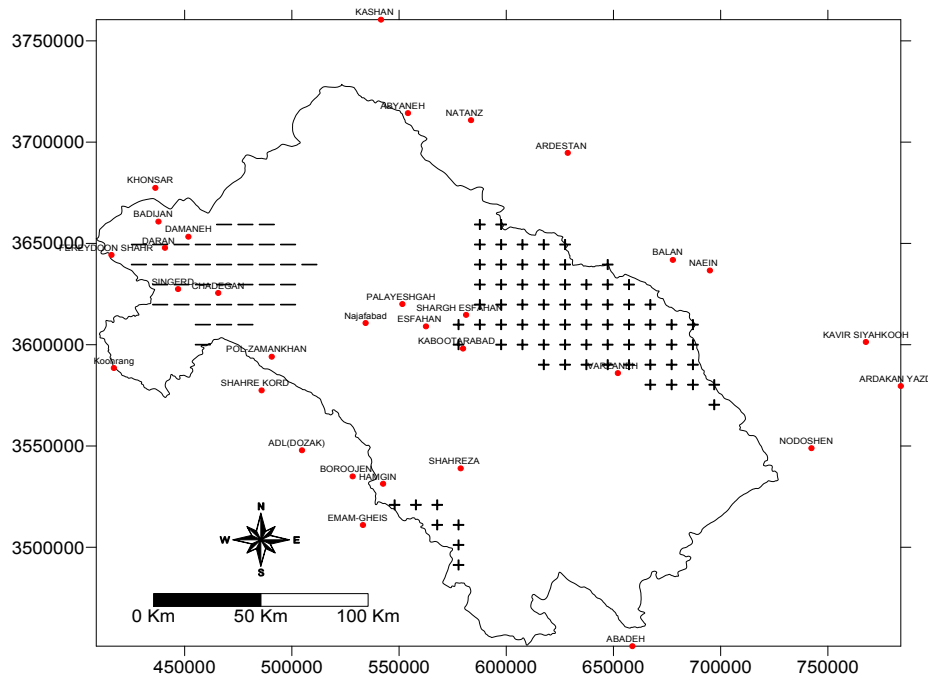 KASHAN
3750000
ABYANEH
NATANZ
3700000
ARDESTAN
KHONSAR
BADIJAN
DAMANEH
3650000
DARAN
FEREYDOON SHAHR
BALAN
NAEIN
SINGERD
CHADEGAN
PALAYESHGAH
SHARGH ESFAHAN
Najafabad
ESFAHAN
3600000
KABOOTARABAD
KAVIR SIYAHKOOH
POL-ZAMANKHAN
Koohrang
VARZANEH
SHAHRE KORD
ARDAKAN YAZD
3550000
ADL(DOZAK)
NODOSHEN
BOROOJEN
HAMGIN
SHAHREZA
EMAM-GHEIS
3500000
N
W E
S
0 Km 50 Km 100 Km
ABADEH
450000 500000 550000 600000 650000 700000 750000